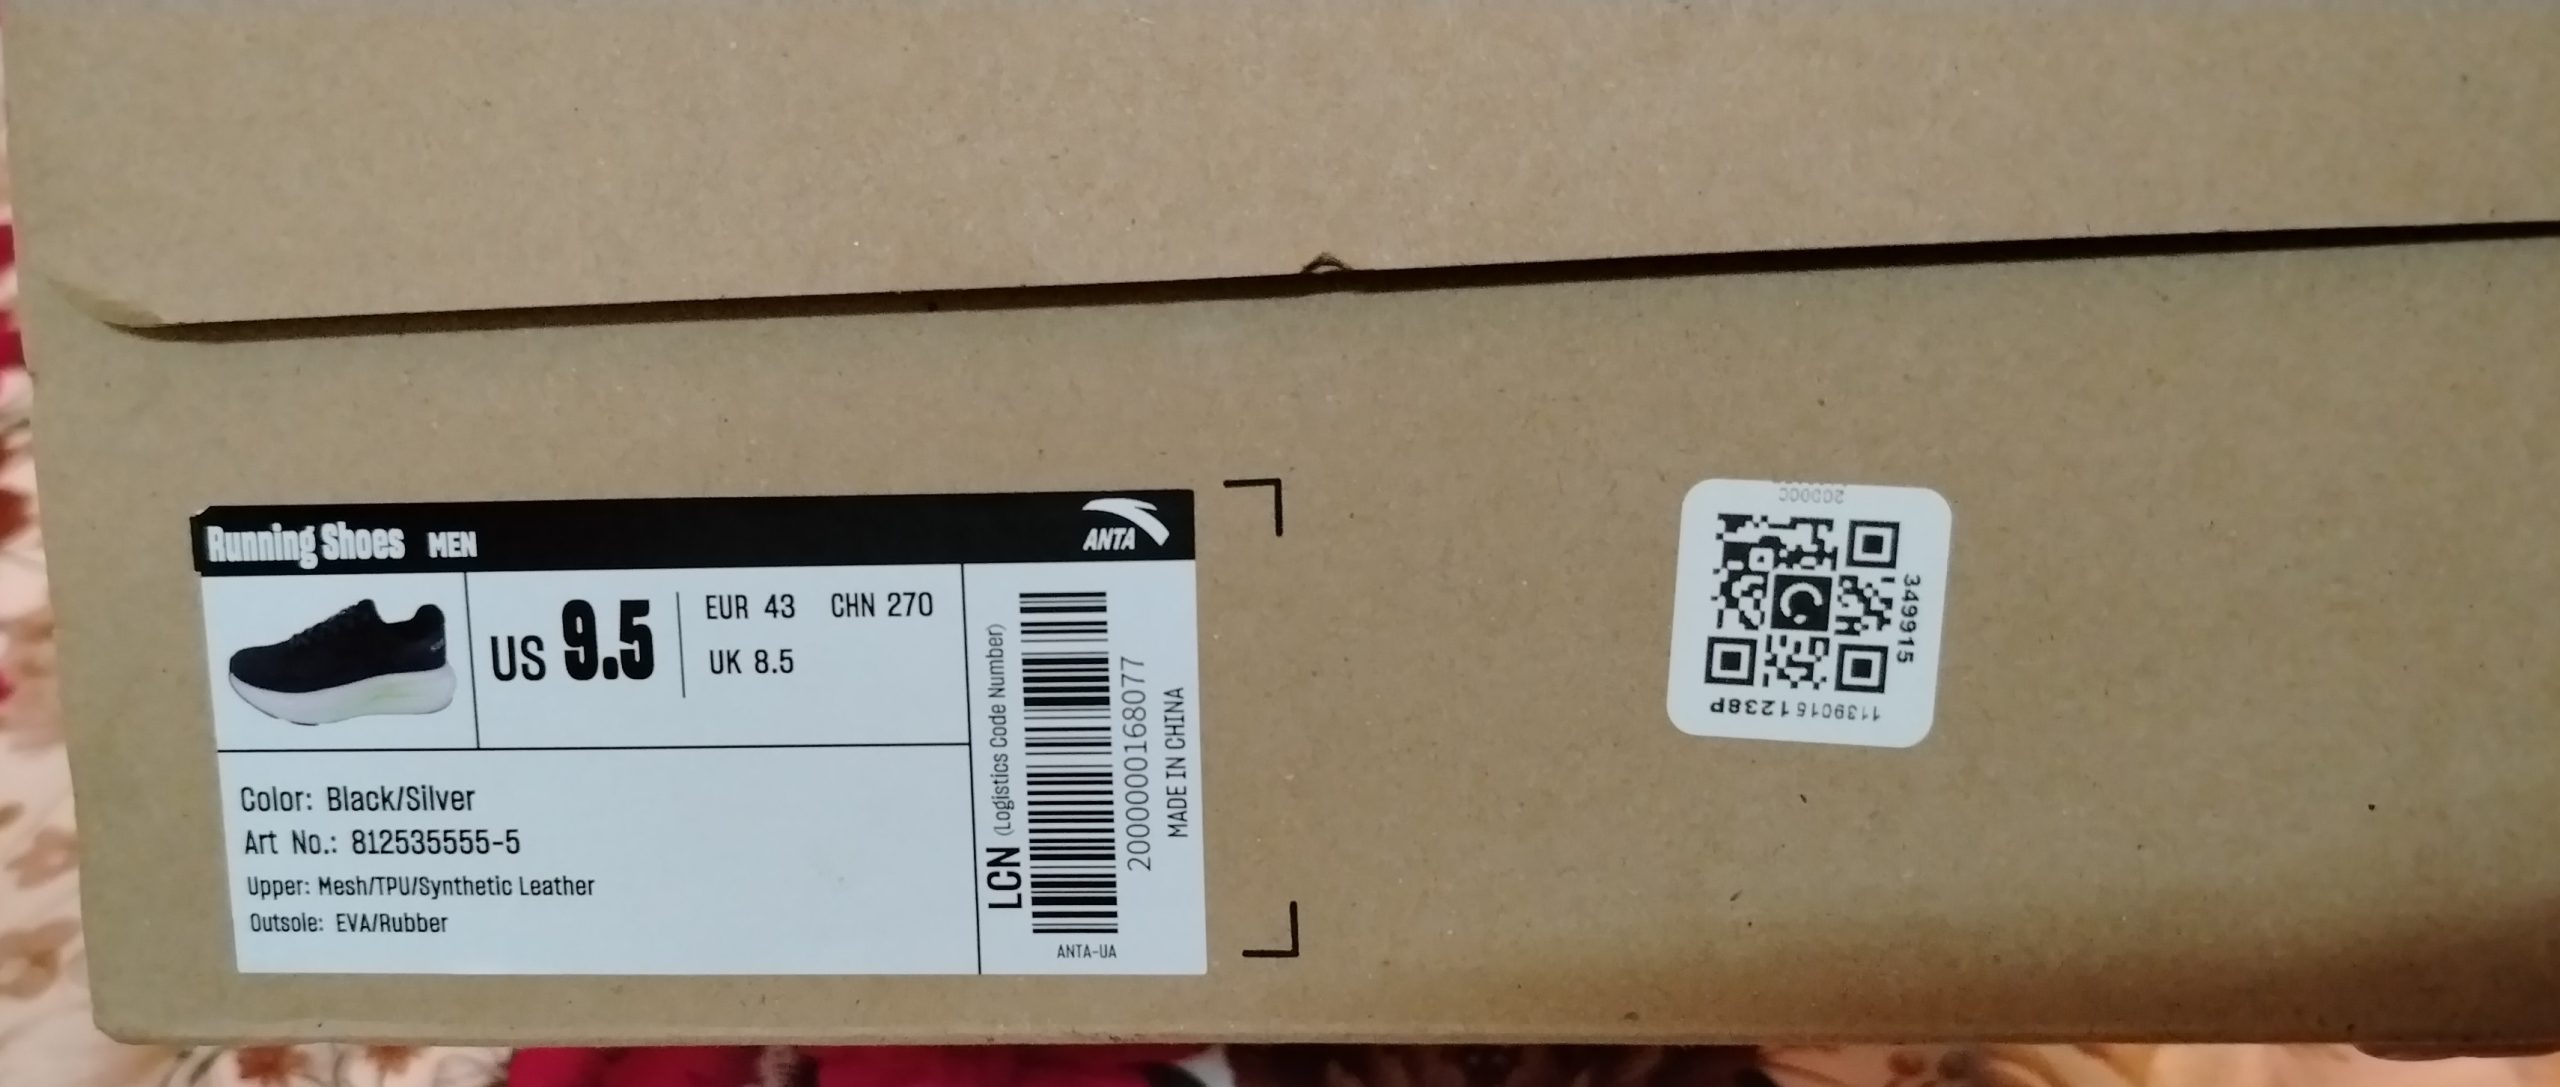 Running Shoes MEN
ANTA
US 9.5
EUR 43 CHN 270
UK 8.5
Color: Black/Silver
Art No.: 812535555-5
Upper: Mesh/TPU/Synthetic Leather
Outsole: EVA/Rubber
LCN (Logistics Code Number)
2000000168077
MADE IN CHINA
ANTA-UA
349915
11390151238P